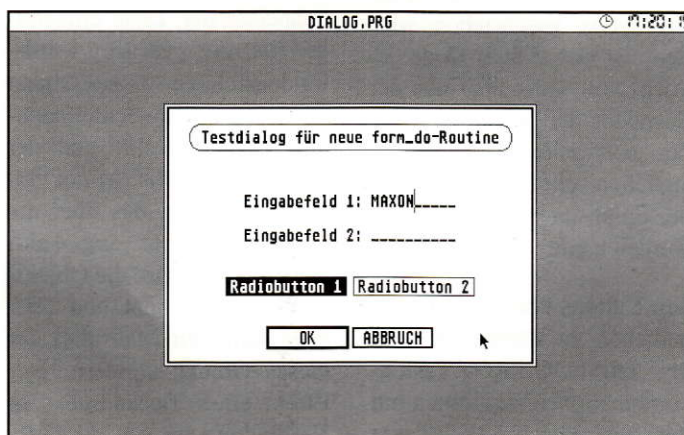 DIALOG.PRG
Testdialog für neue form_do-Routine
Eingabefeld 1: MAXON_____
Eingabefeld 2: __________
Radiobutton 1 Radiobutton 2
OK ABBRUCH